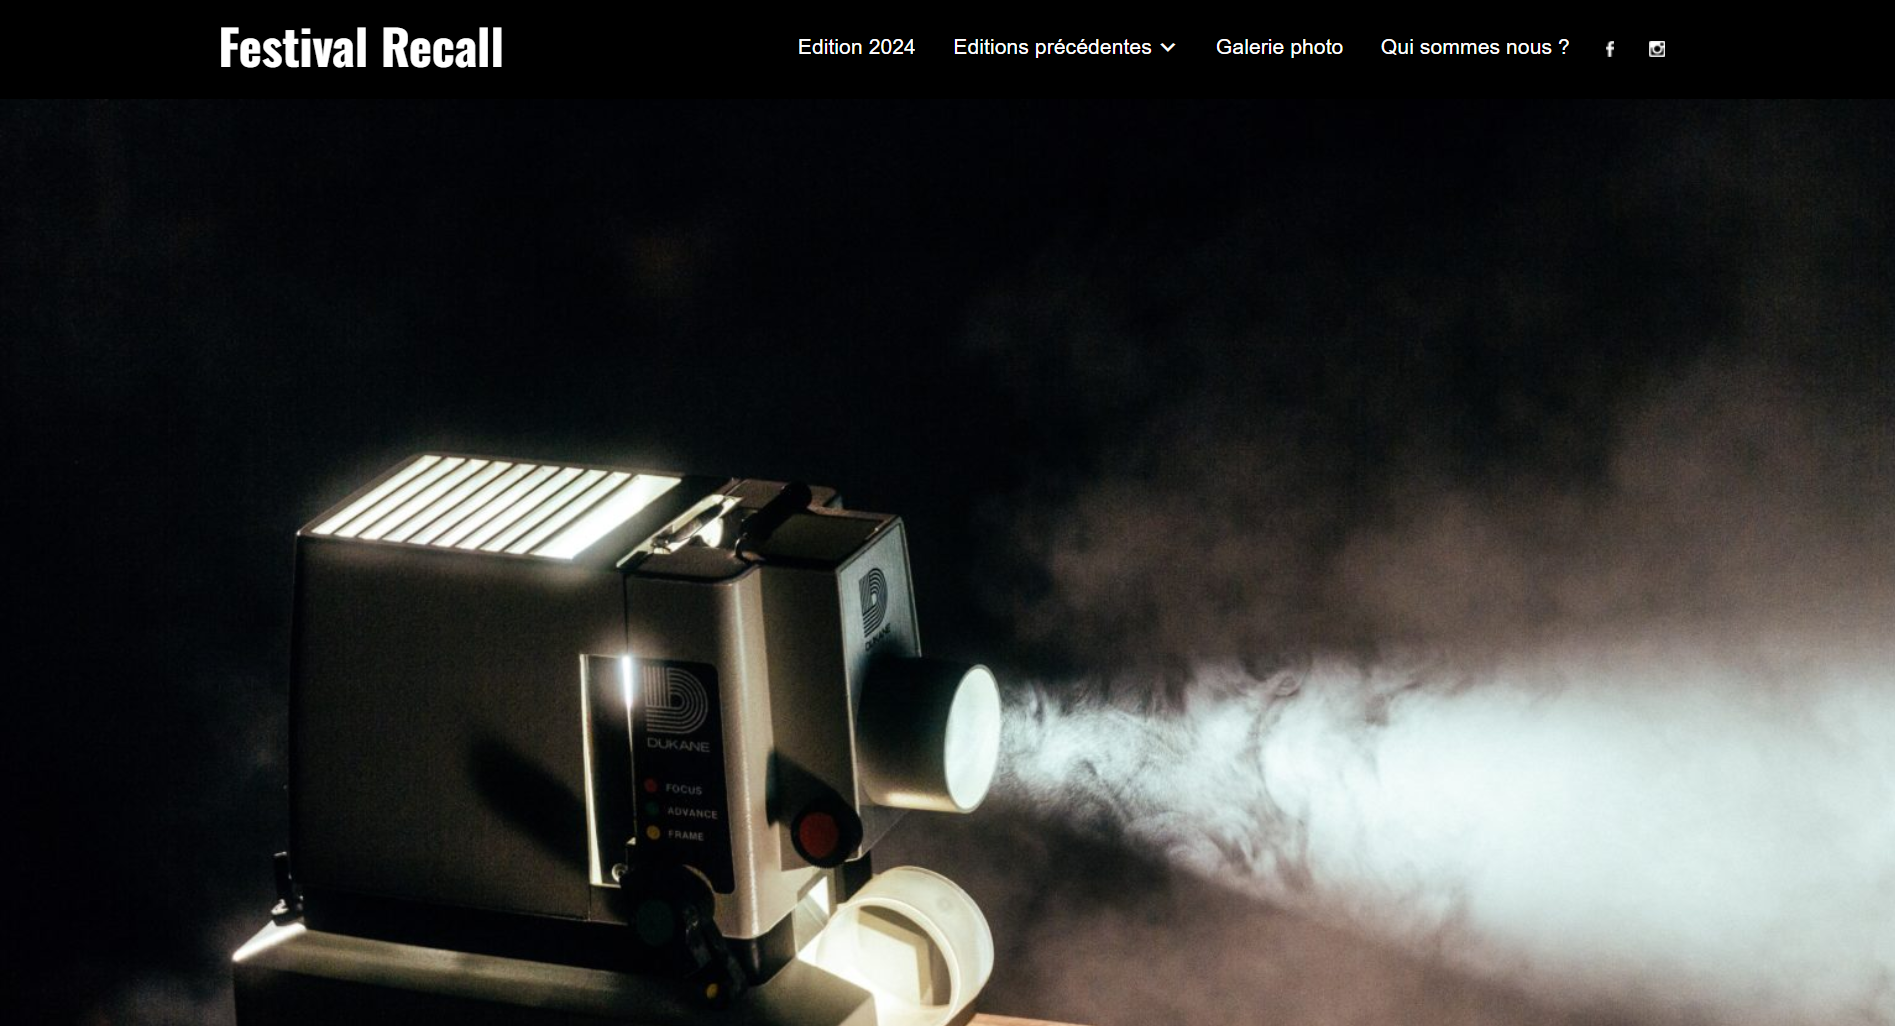 Festival Recall
Edition 2024
Editions précédentes
Galerie photo
Qui sommes nous ?
DUKANE
DUKANE
FOCUS
ADVANCE
FRAME